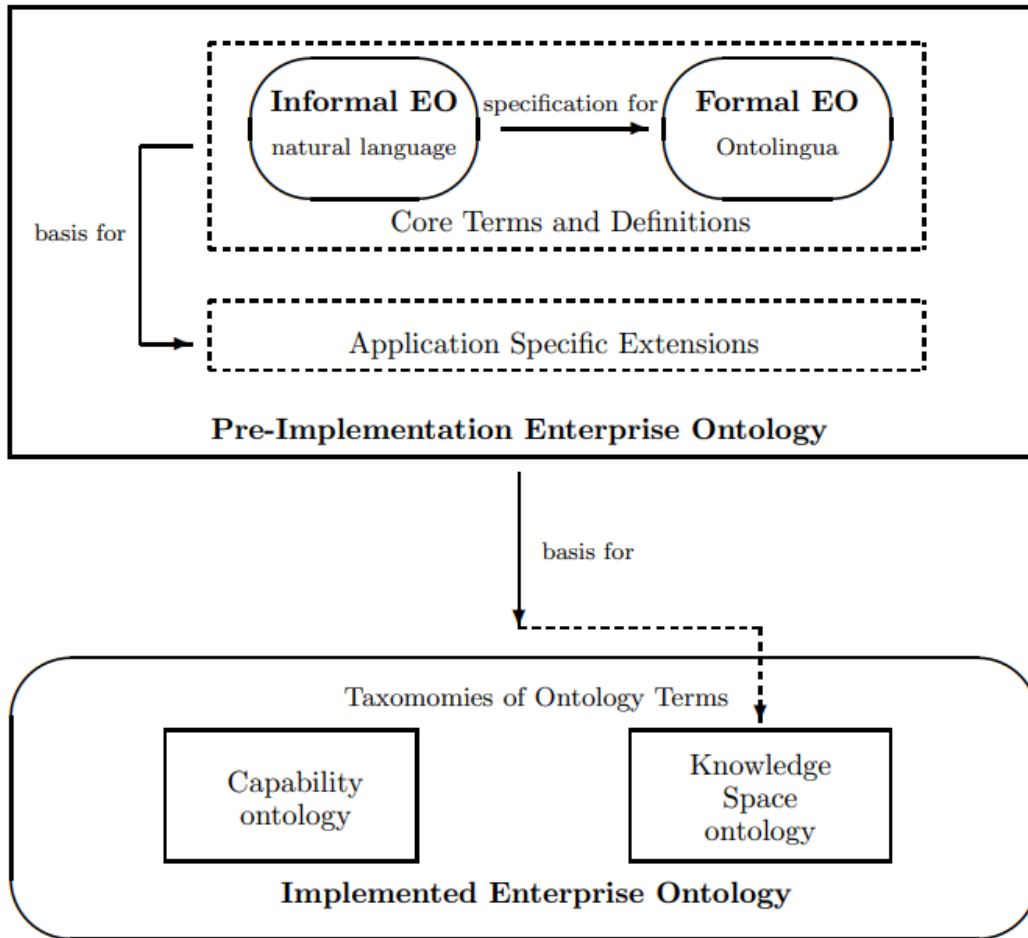 Informal EO
specification for
Formal EO
natural language
Ontolingua
Core Terms and Definitions
basis for
Application Specific Extensions
Pre-Implementation Enterprise Ontology
basis for
Taxomomies of Ontology Terms
Capability
ontology
Knowledge
Space
ontology
Implemented Enterprise Ontology